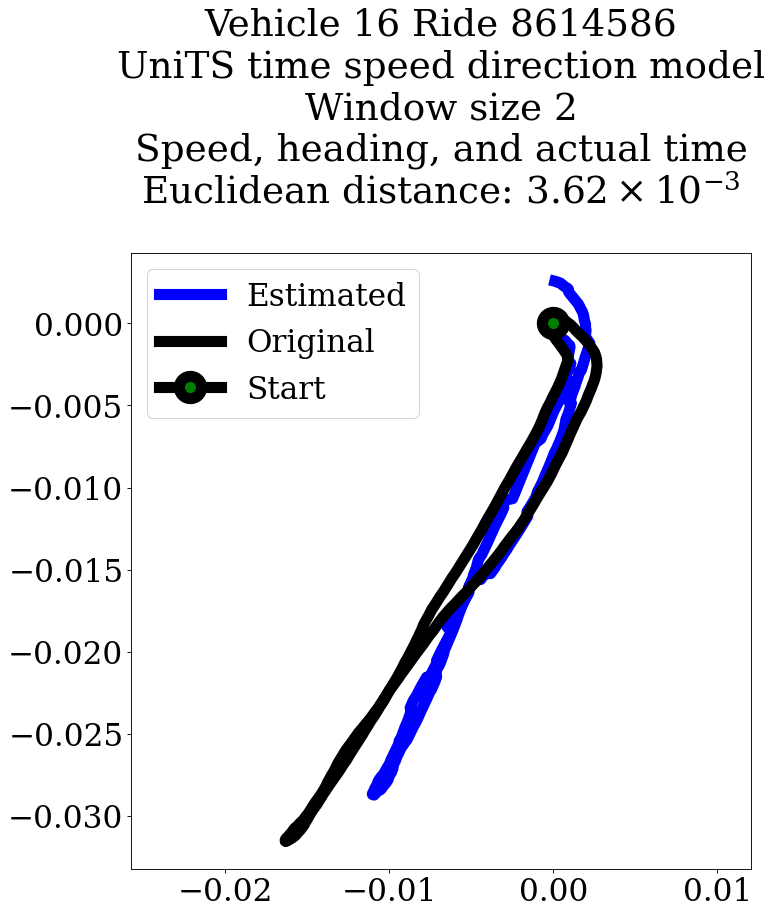 Vehicle 16 Ride 8614586
UniTS time speed direction model
Window size 2
Speed, heading, and actual time
Euclidean distance: 3.62 × 10⁻³
Estimated
Original
Start
0.000
−0.005
−0.010
−0.015
−0.020
−0.025
−0.030
−0.02 −0.01 0.00 0.01